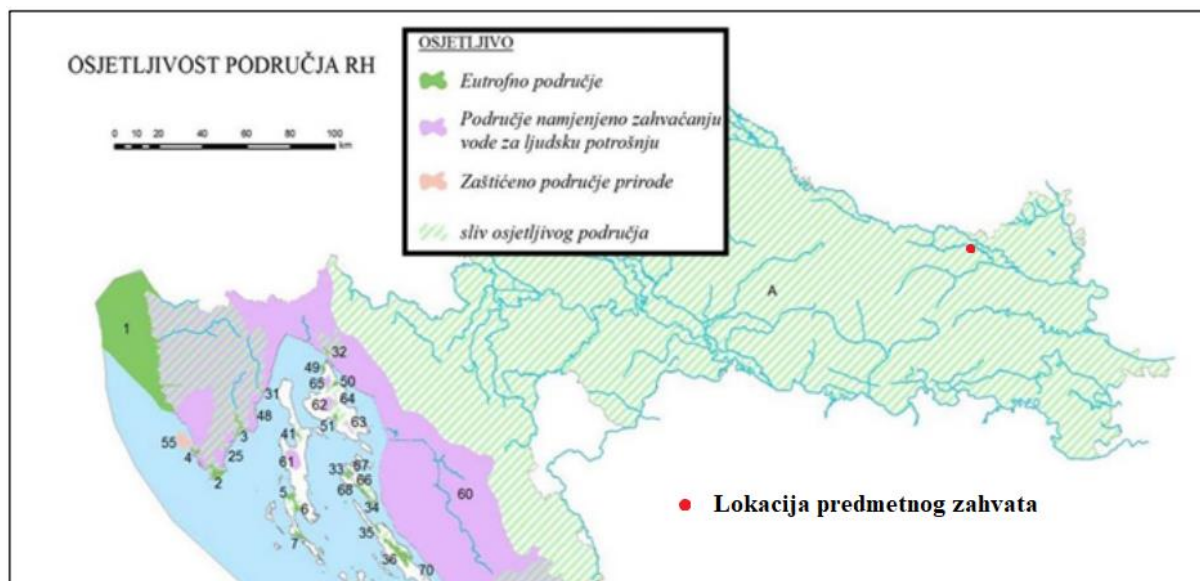 OSJETLJIVOST PODRUČJA RH
0 10 20 40 60 80 100
km
OSJETLJIVO
Eutrofno područje
Područje namjenjeno zahvaćanju
vode za ljudsku potrošnju
Zaštićeno područje prirode
sliv osjetljivog područja
A
1
32
49
65
50
31
62
64
48
51
63
55
3
41
4
25
61
2
33
67
66
5
68
60
6
34
7
35
36
70
Lokacija predmetnog zahvata